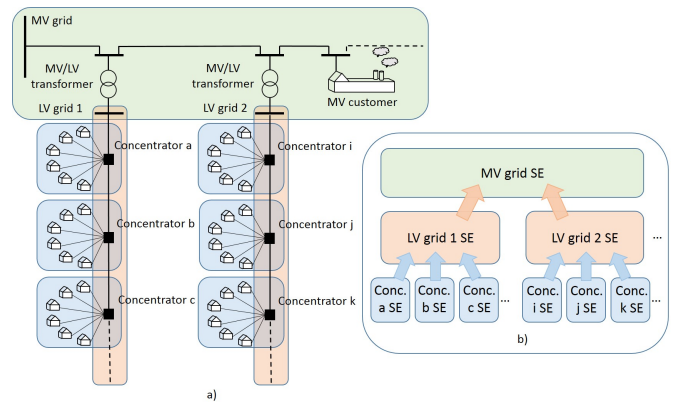 MV grid
MV/LV
transformer
MV/LV
transformer
MV customer
LV grid 1
LV grid 2
Concentrator a
Concentrator i
Concentrator b
Concentrator j
Concentrator c
Concentrator k
a)
MV grid SE
LV grid 1 SE
LV grid 2 SE
...
Conc.
a SE
Conc.
b SE
Conc.
c SE
...
Conc.
i SE
Conc.
j SE
Conc.
k SE
...
b)